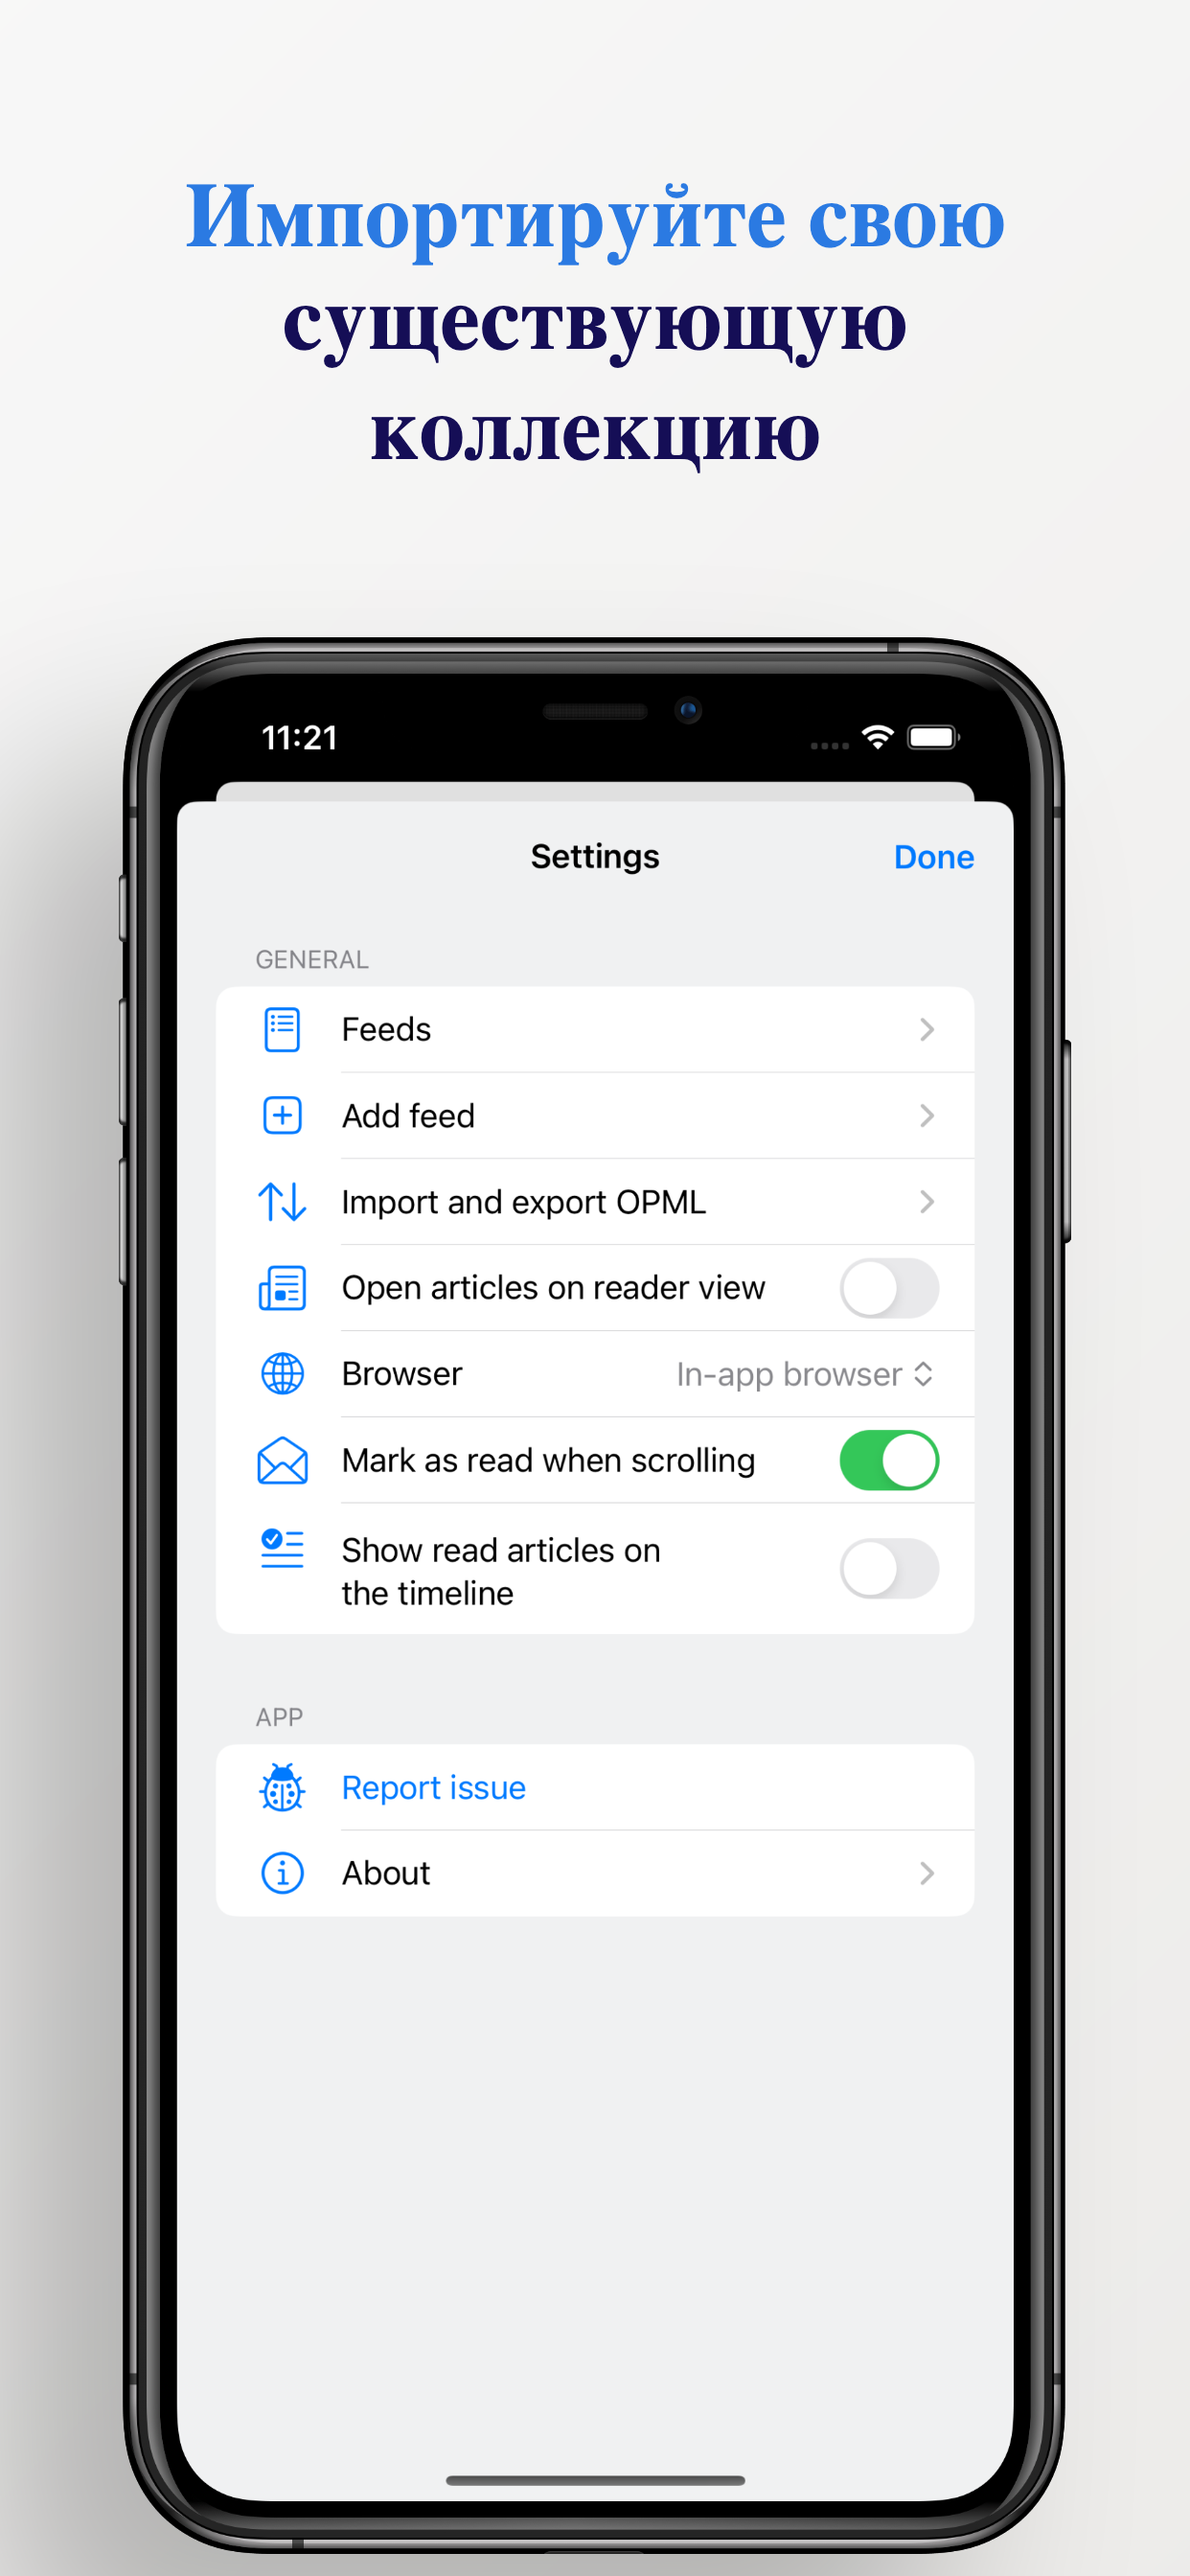 Импортируйте свою
существующую
коллекцию
11:21
Settings
Done
GENERAL
Feeds
Add feed
Import and export OPML
Open articles on reader view
Browser
In-app browser
Mark as read when scrolling
Show read articles on
the timeline
APP
Report issue
About